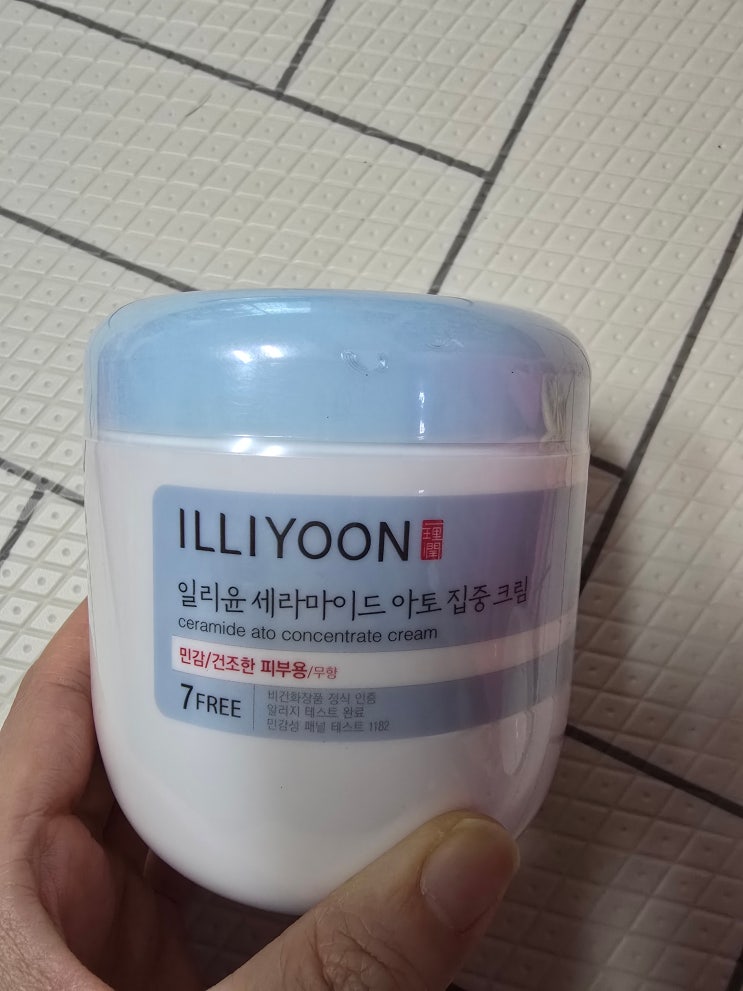 ILLIYOON
일리윤 세라마이드 아토 집중 크림
ceramide ato concentrate cream
민감/건조한 피부용/무향
7FREE
비건화장품 정식 인증
알러지 테스트 완료
민감성 패널 테스트 1182